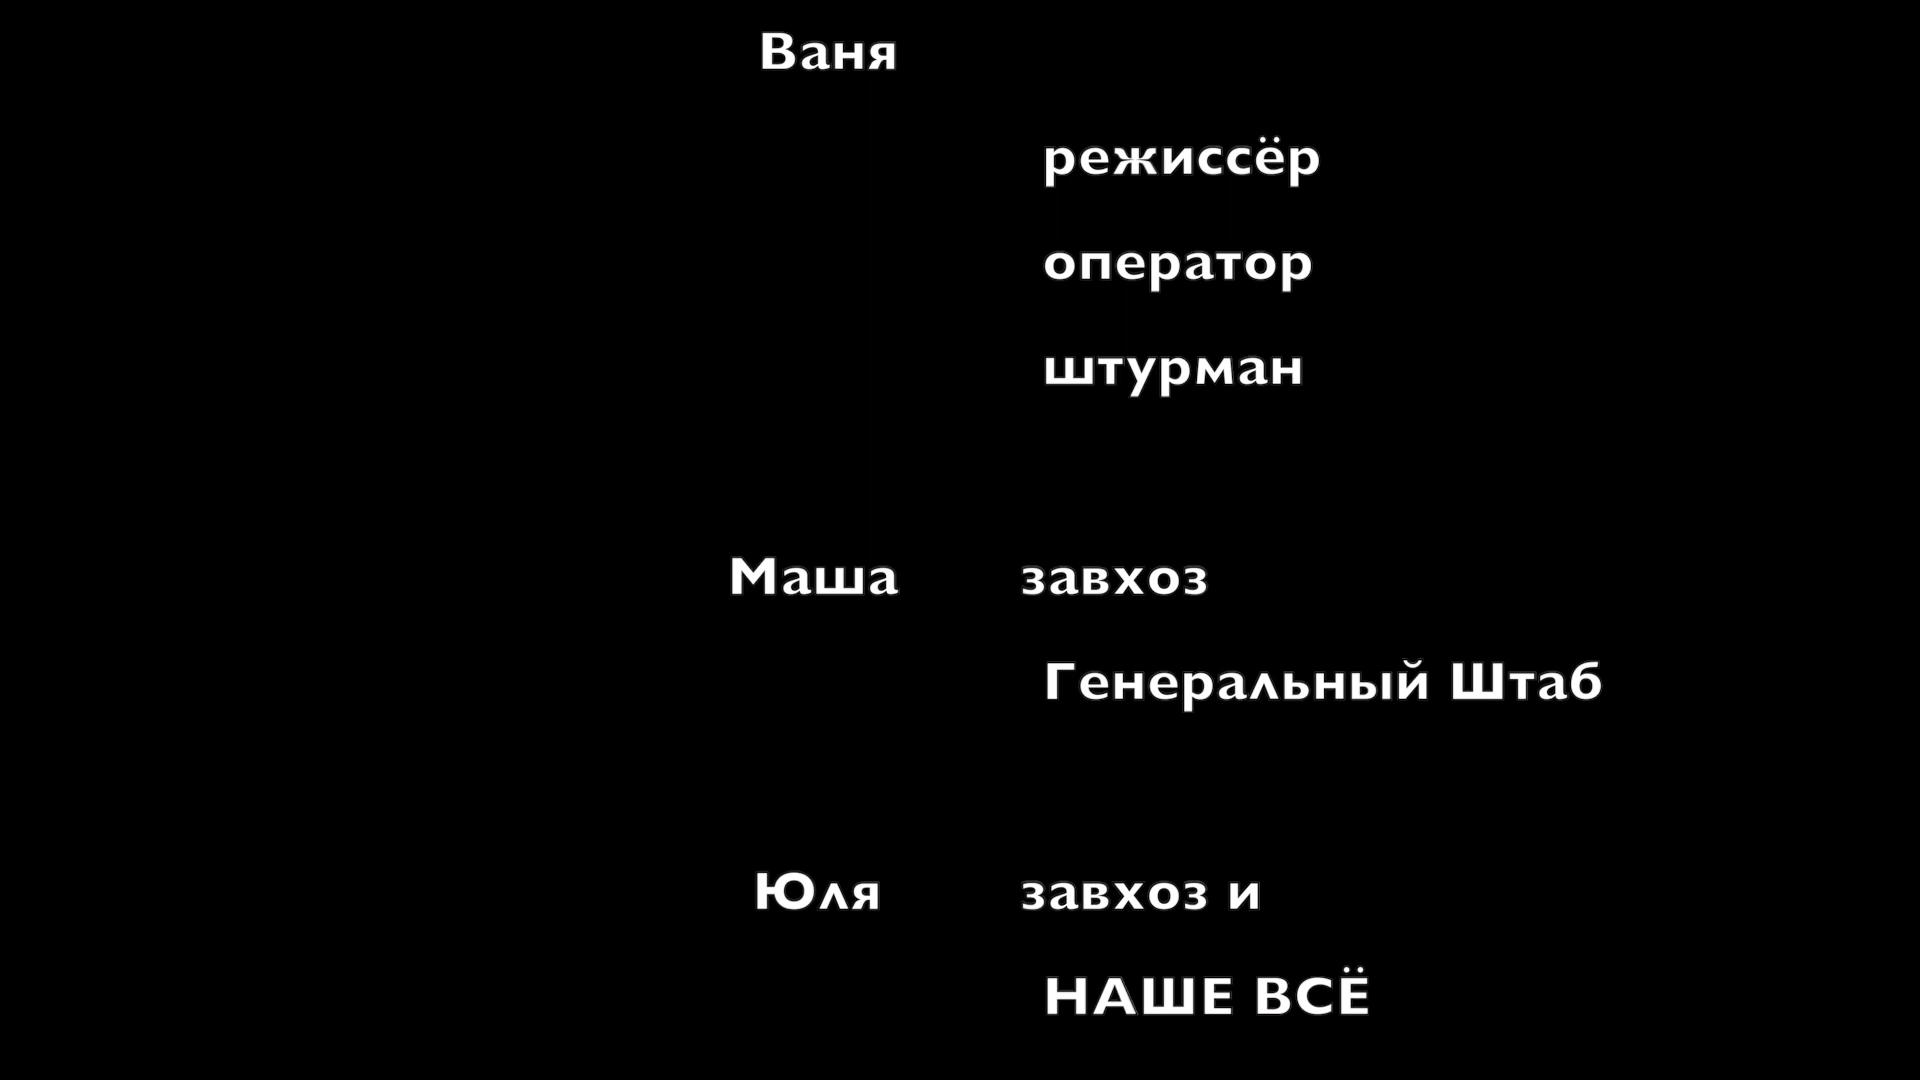 Ваня
режиссёр
оператор
штурман
Маша завхоз
Генеральный Штаб
Юля завхоз и
НАШЕ ВСЁ